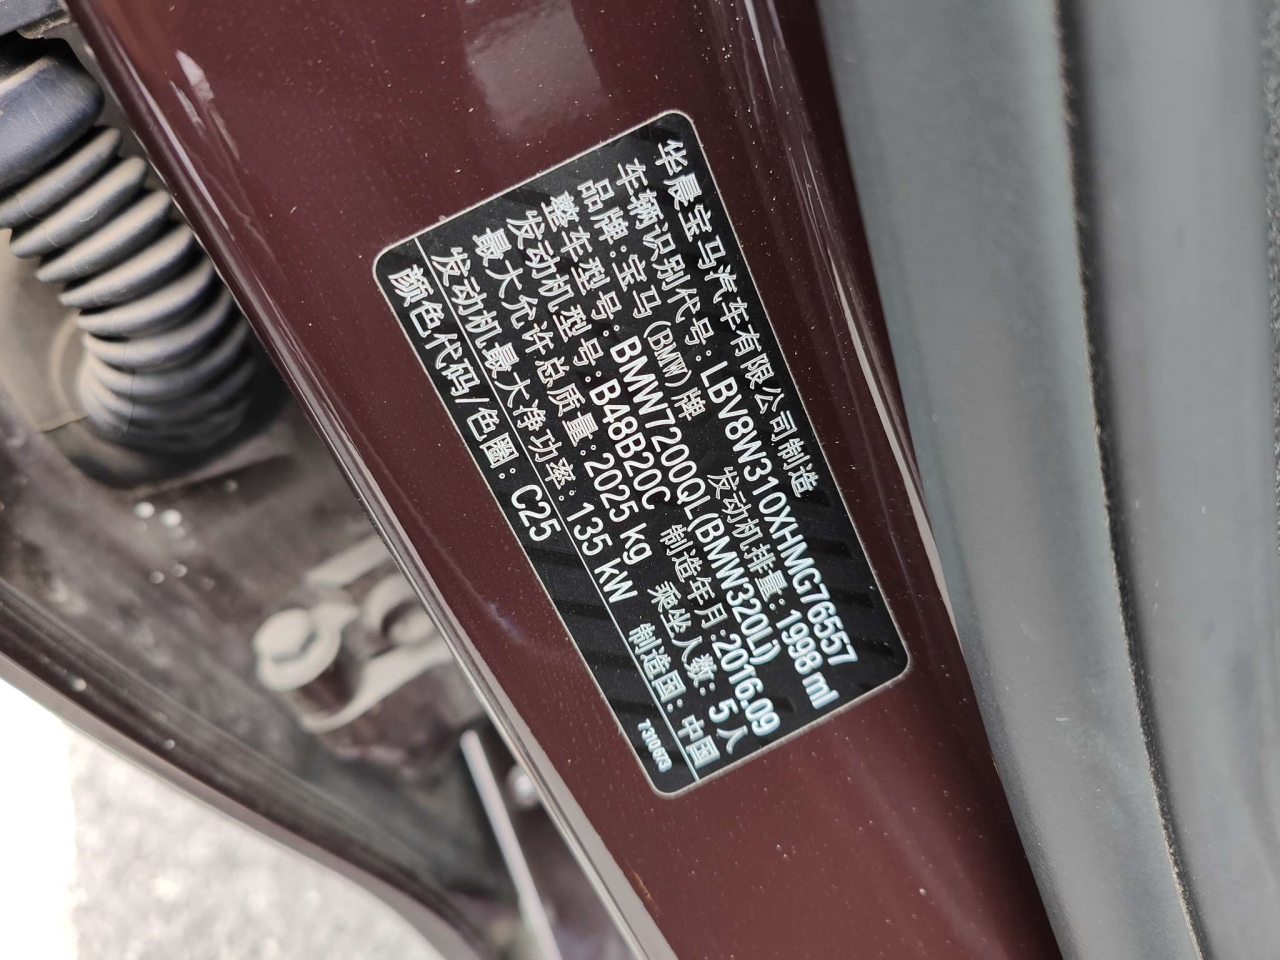 华晨宝马汽车有限公司制造
车辆识别代号:LBV8W310XHMG76557
品牌:宝马(BMW)牌 发动机排量:1998 ml
整车型号:BMW7200QL(BMW320Li)
发动机型号:B48B20C 制造年月:2016.09
最大允许总质量:2025 kg 乘坐人数:5人
发动机最大净功率:135 kW 制造国:中国
颜色代码/色圈:C25 7310673